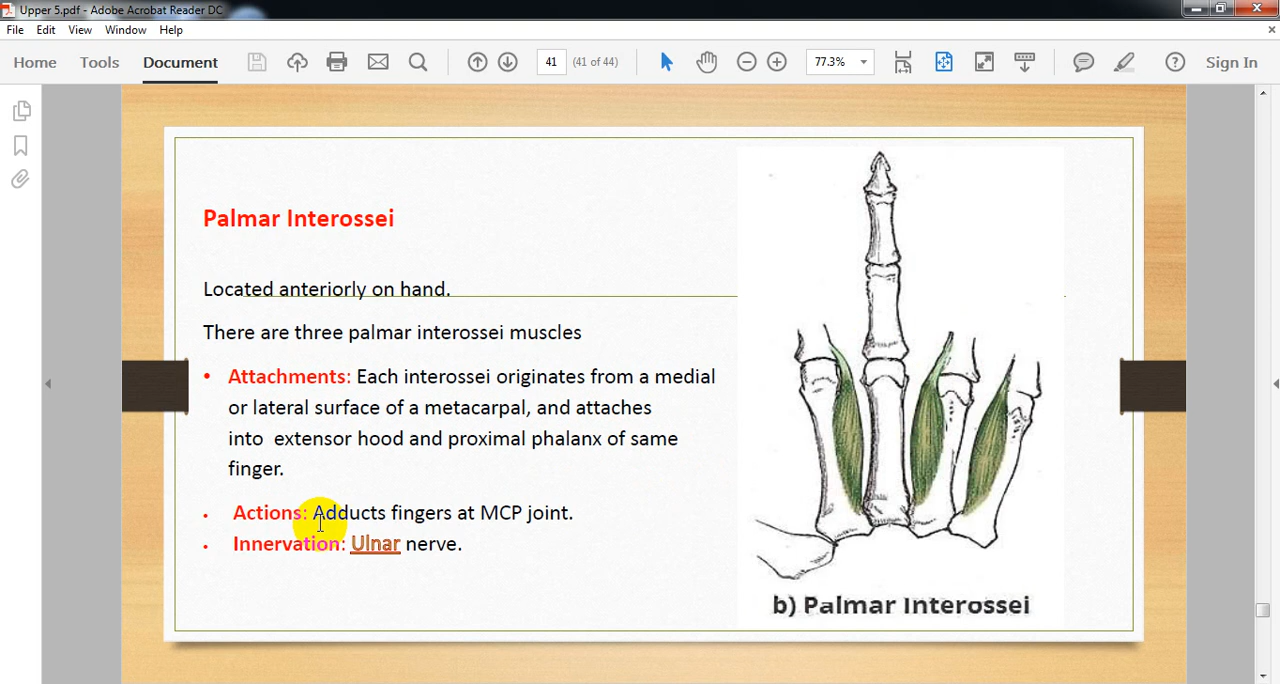 Upper 5.pdf - Adobe Acrobat Reader DC
File Edit View Window Help
Home Tools Document 41 (41 of 44) 77.3% Sign In
Palmar Interossei
Located anteriorly on hand.
There are three palmar interossei muscles
• Attachments: Each interossei originates from a medial
or lateral surface of a metacarpal, and attaches
into extensor hood and proximal phalanx of same
finger.
• Actions: Adducts fingers at MCP joint.
• Innervation: Ulnar nerve.
b) Palmar Interossei